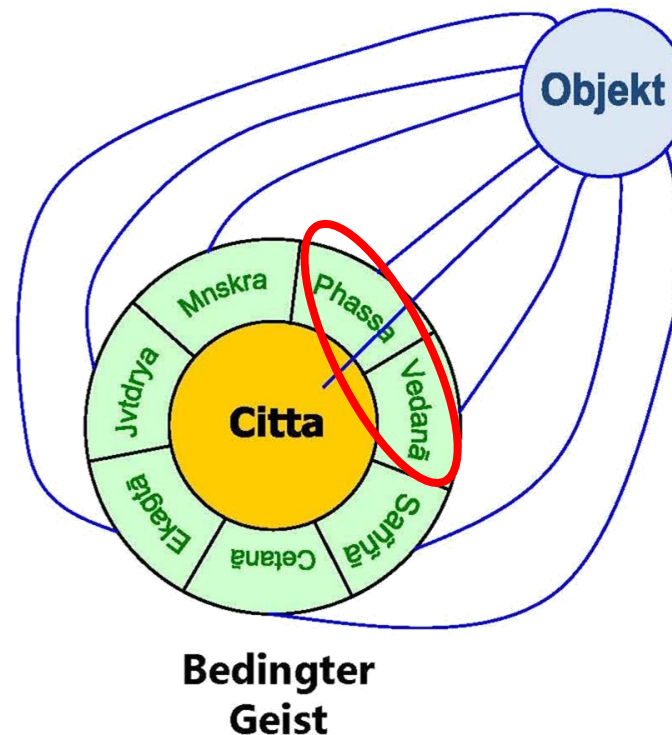 Objekt
Phassa
Vedanā
Saññā
Cetanā
Ekagtā
Jvtdrya
Mnskra
Citta
Bedingter
Geist